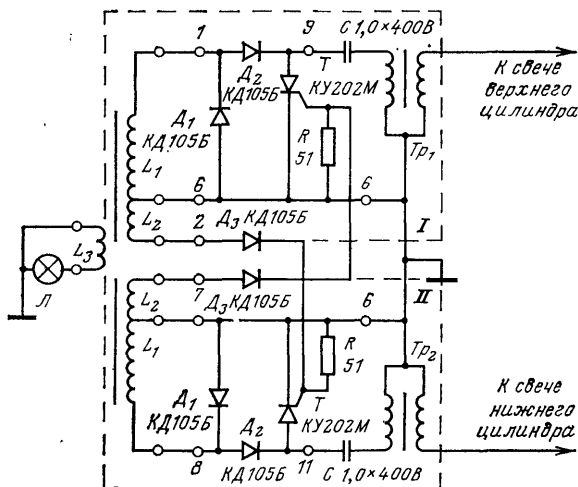 1
9
С 1,0×400В
Д₂
КД105Б
Т
КУ202М
К свече
верхнего
цилиндра
Д₁
КД105Б
L₁
R
51
Тр₁
6
6
L₂
2
Д₃ КД105Б
I
L₃
Л
L₂
7
Д₃ КД105Б
6
II
L₁
R
51
Тр₂
Д₁
КД105Б
Д₂
Т
КУ202М
К свече
нижнего
цилиндра
8
КД105Б
11
С 1,0×400В